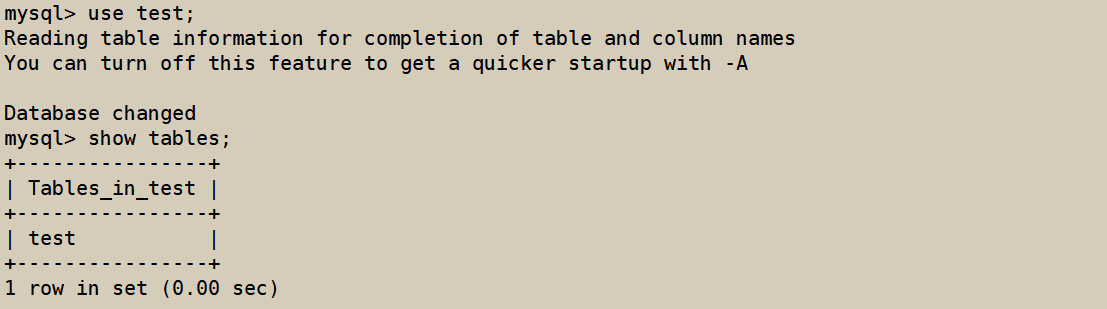 mysql> use test;
Reading table information for completion of table and column names
You can turn off this feature to get a quicker startup with -A

Database changed
mysql> show tables;
+----------------+
| Tables_in_test |
+----------------+
| test           |
+----------------+
1 row in set (0.00 sec)